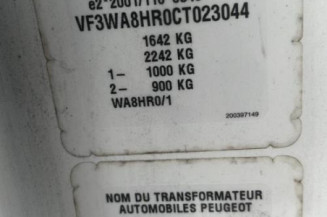 VF3WA8HR0CT023044
1642 KG
2242 KG
1- 1000 KG
2- 900 KG
WA8HR0/1
200397149
NOM DU TRANSFORMATEUR
AUTOMOBILES PEUGEOT